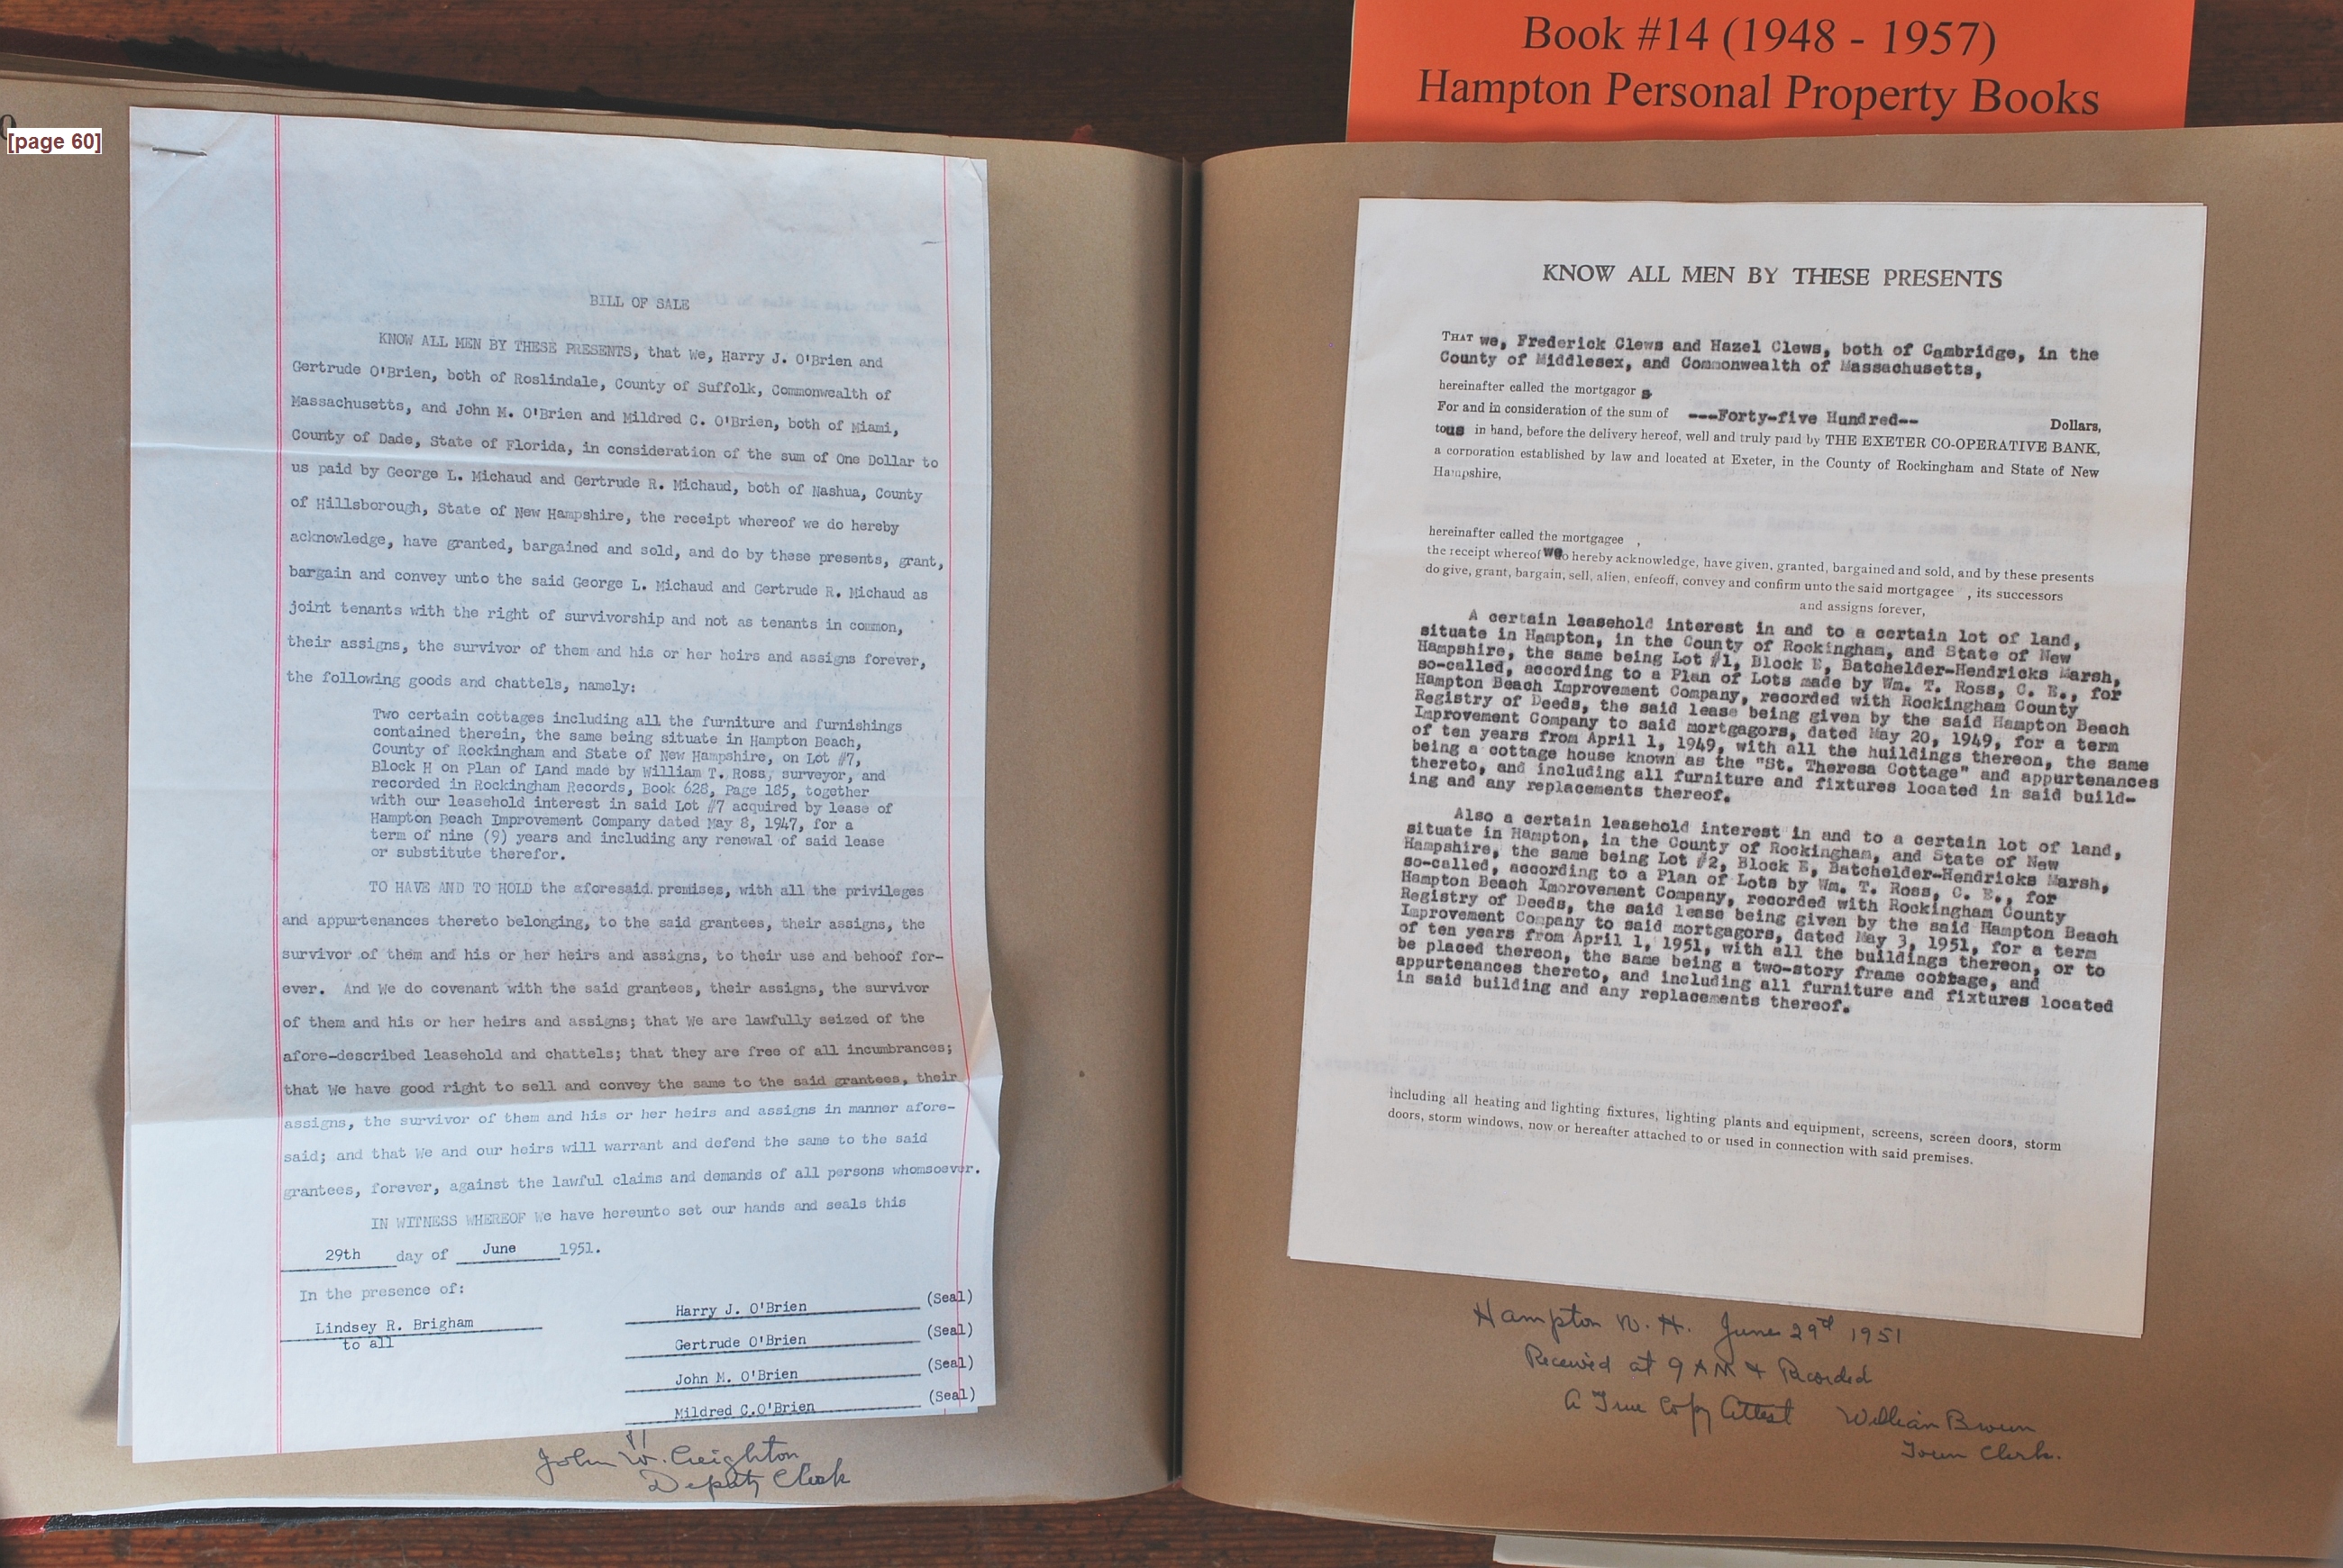 Book #14 (1948 - 1957)
Hampton Personal Property Books
[page 60]
BILL OF SALE
KNOW ALL MEN BY THESE PRESENTS, that We, Harry J. O'Brien and
Gertrude O'Brien, both of Roslindale, County of Suffolk, Commonwealth of
Massachusetts, and John M. O'Brien and Mildred C. O'Brien, both of Miami,
County of Dade, State of Florida, in consideration of the sum of One Dollar to
us paid by George L. Michaud and Gertrude R. Michaud, both of Nashua, County
of Hillsborough, State of New Hampshire, the receipt whereof we do hereby
acknowledge, have granted, bargained and sold, and do by these presents, grant,
bargain and convey unto the said George L. Michaud and Gertrude R. Michaud as
joint tenants with the right of survivorship and not as tenants in common,
their assigns, the survivor of them and his or her heirs and assigns forever,
the following goods and chattels, namely:
Two certain cottages including all the furniture and furnishings
contained therein, the same being situate in Hampton Beach,
County of Rockingham and State of New Hampshire, on Lot #7,
Block H on Plan of Land made by William T. Ross, surveyor, and
recorded in Rockingham Records, Book 628, Page 185, together
with our leasehold interest in said Lot #7 acquired by lease of
Hampton Beach Improvement Company dated May 8, 1947, for a
term of nine (9) years and including any renewal of said lease
or substitute therefor.
TO HAVE AND TO HOLD the aforesaid premises, with all the privileges
and appurtenances thereto belonging, to the said grantees, their assigns, the
survivor of them and his or her heirs and assigns, to their use and behoof for-
ever. And We do covenant with the said grantees, their assigns, the survivor
of them and his or her heirs and assigns; that We are lawfully seized of the
afore-described leasehold and chattels; that they are free of all incumbrances;
that We have good right to sell and convey the same to the said grantees, their
assigns, the survivor of them and his or her heirs and assigns in manner afore-
said; and that We and our heirs will warrant and defend the same to the said
grantees, forever, against the lawful claims and demands of all persons whomsoever.
IN WITNESS WHEREOF We have hereunto set our hands and seals this
29th day of June 1951.
In the presence of:
Lindsey R. Brigham
to all
Harry J. O'Brien (Seal)
Gertrude O'Brien (Seal)
John M. O'Brien (Seal)
Mildred C.O'Brien (Seal)
John W. Creighton
Deputy Clerk
KNOW ALL MEN BY THESE PRESENTS
THAT we, Frederick Clews and Hazel Clews, both of Cambridge, in the
County of Middlesex, and Commonwealth of Massachusetts,
hereinafter called the mortgagor s
For and in consideration of the sum of ---Forty-five Hundred-- Dollars,
to us in hand, before the delivery hereof, well and truly paid by THE EXETER CO-OPERATIVE BANK,
a corporation established by law and located at Exeter, in the County of Rockingham and State of New
Hampshire,
hereinafter called the mortgagee ,
the receipt whereof we do hereby acknowledge, have given, granted, bargained and sold, and by these presents
do give, grant, bargain, sell, alien, enfeoff, convey and confirm unto the said mortgagee , its successors
and assigns forever,
A certain leasehold interest in and to a certain lot of land,
situate in Hampton, in the County of Rockingham, and State of New
Hampshire, the same being Lot #1, Block E, Batchelder-Hendricks Marsh,
so-called, according to a Plan of Lots made by Wm. T. Ross, C. E., for
Hampton Beach Improvement Company, recorded with Rockingham County
Registry of Deeds, the said lease being given by the said Hampton Beach
Improvement Company to said mortgagors, dated May 20, 1949, for a term
of ten years from April 1, 1949, with all the huildings thereon, the same
being a cottage house known as the "St. Theresa Cottage" and appurtenances
thereto, and including all furniture and fixtures located in said build-
ing and any replacements thereof.
Also a certain leasehold interest in and to a certain lot of land,
situate in Hampton, in the County of Rockingham, and State of New
Hampshire, the same being Lot #2, Block E, Batchelder-Hendricks Marsh,
so-called, according to a Plan of Lots by Wm. T. Ross, C. E., for
Hampton Beach Improvement Company, recorded with Rockingham County
Registry of Deeds, the said lease being given by the said Hampton Beach
Improvement Company to said mortgagors, dated May 3, 1951, for a term
of ten years from April 1, 1951, with all the buildings thereon, or to
be placed thereon, the same being a two-story frame cottage, and
appurtenances thereto, and including all furniture and fixtures located
in said building and any replacements thereof.
including all heating and lighting fixtures, lighting plants and equipment, screens, screen doors, storm
doors, storm windows, now or hereafter attached to or used in connection with said premises.
Hampton N. H. June 29d 1951
Received at 9 AM & Recorded
A True Copy Attest William Brown
Town Clerk.